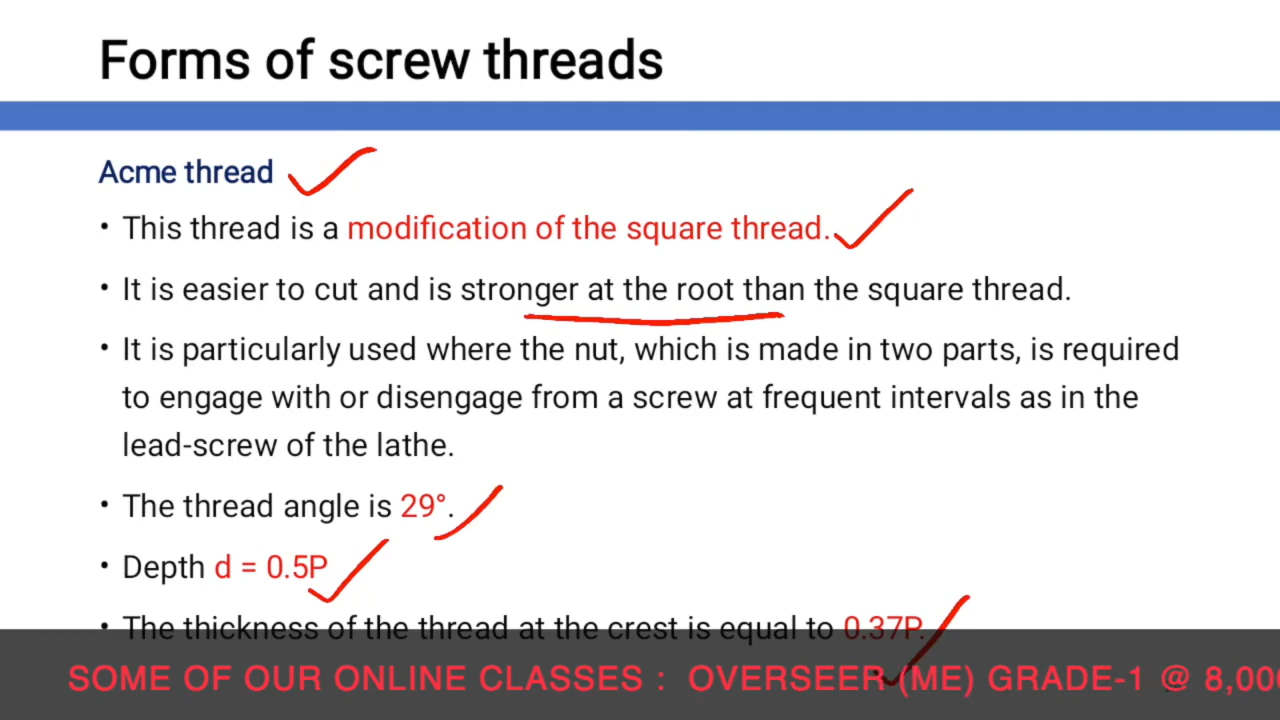 Forms of screw threads
Acme thread
• This thread is a modification of the square thread.
• It is easier to cut and is stronger at the root than the square thread.
• It is particularly used where the nut, which is made in two parts, is required
to engage with or disengage from a screw at frequent intervals as in the
lead-screw of the lathe.
• The thread angle is 29°.
• Depth d = 0.5P
• The thickness of the thread at the crest is equal to 0.37P.
SOME OF OUR ONLINE CLASSES : OVERSEER (ME) GRADE-1 @ 8,00